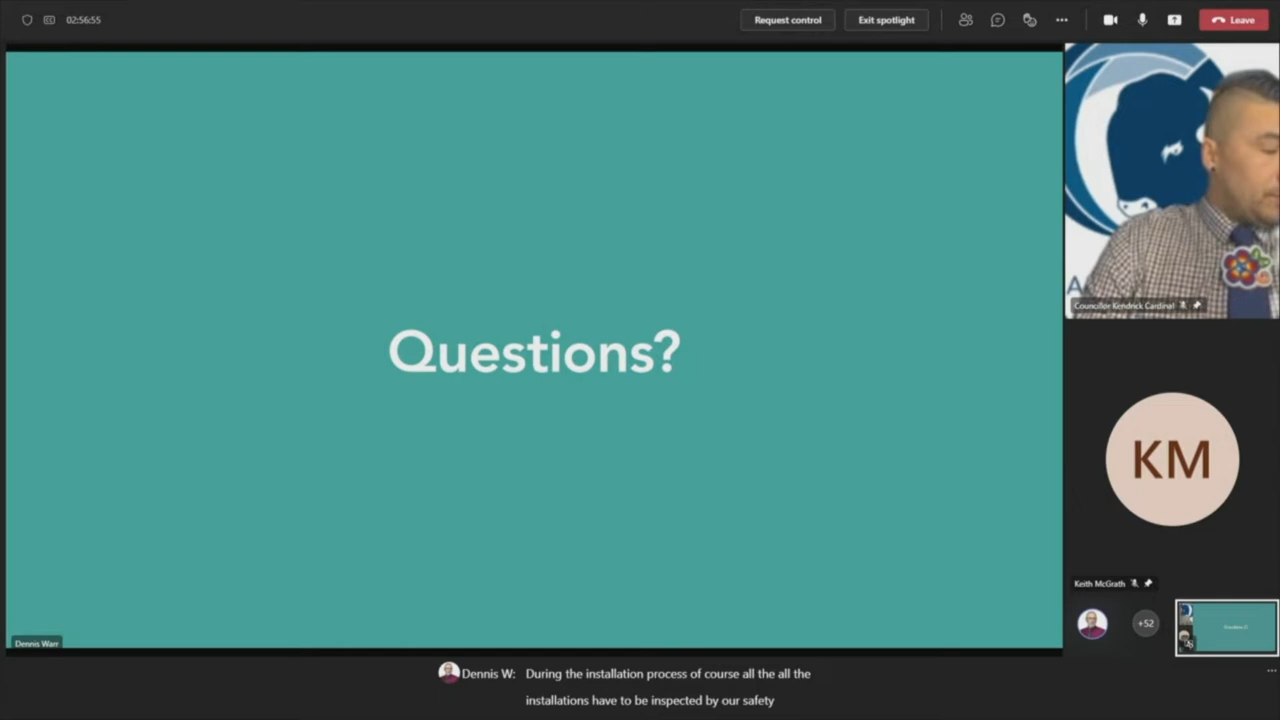 02:56:55
Request control
Exit spotlight
Leave
Questions?
Councillor Kendrick Cardinal
KM
Keith McGrath
+52
Dennis Warr
Dennis W: During the installation process of course all the all the
installations have to be inspected by our safety